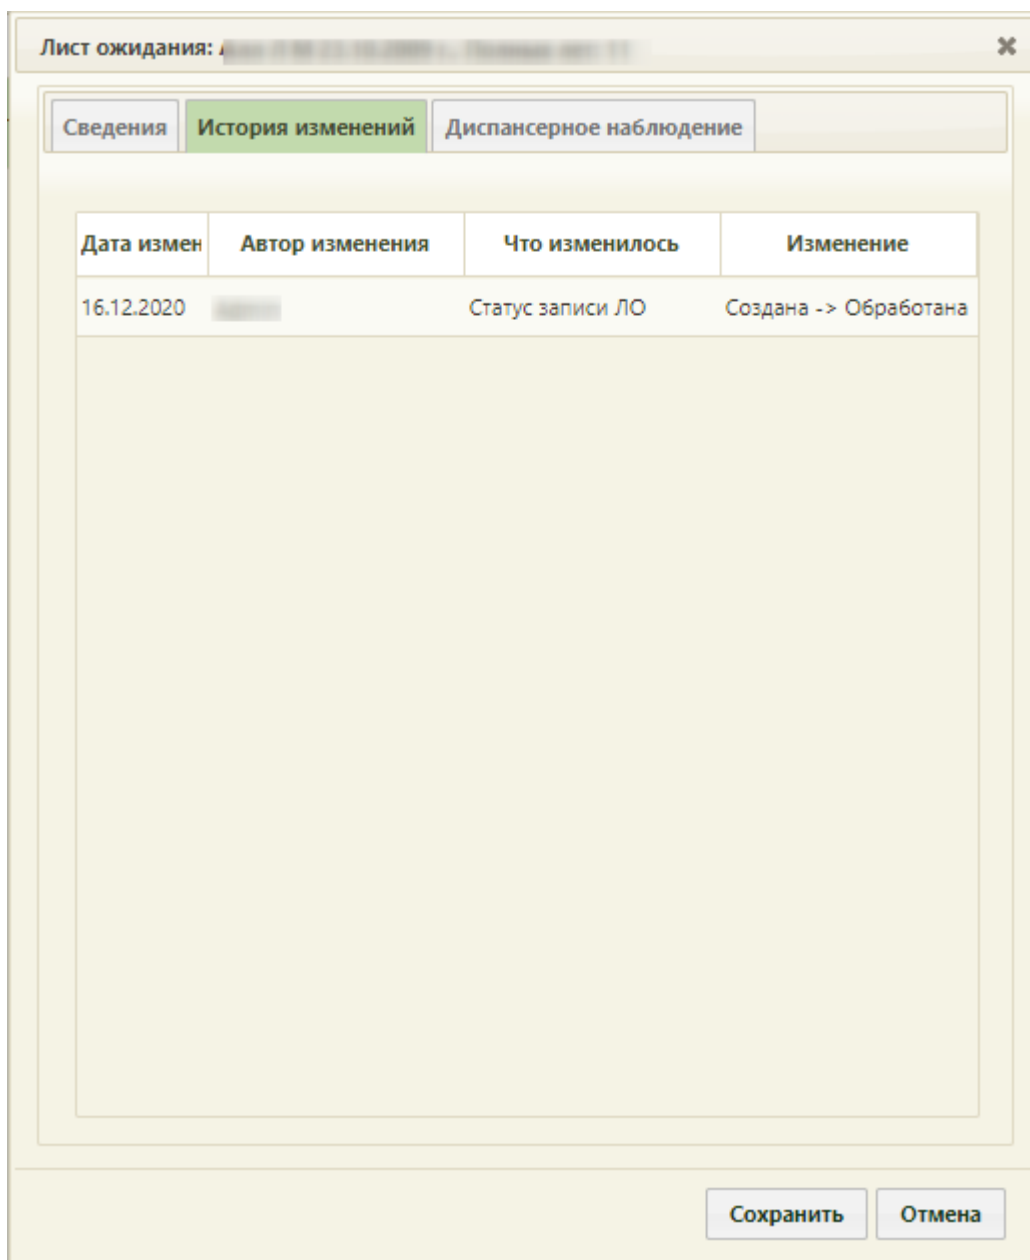 Лист ожидания:
Сведения История изменений Диспансерное наблюдение
Дата измен Автор изменения Что изменилось Изменение
16.12.2020 Статус записи ЛО Создана -> Обработана
Сохранить Отмена